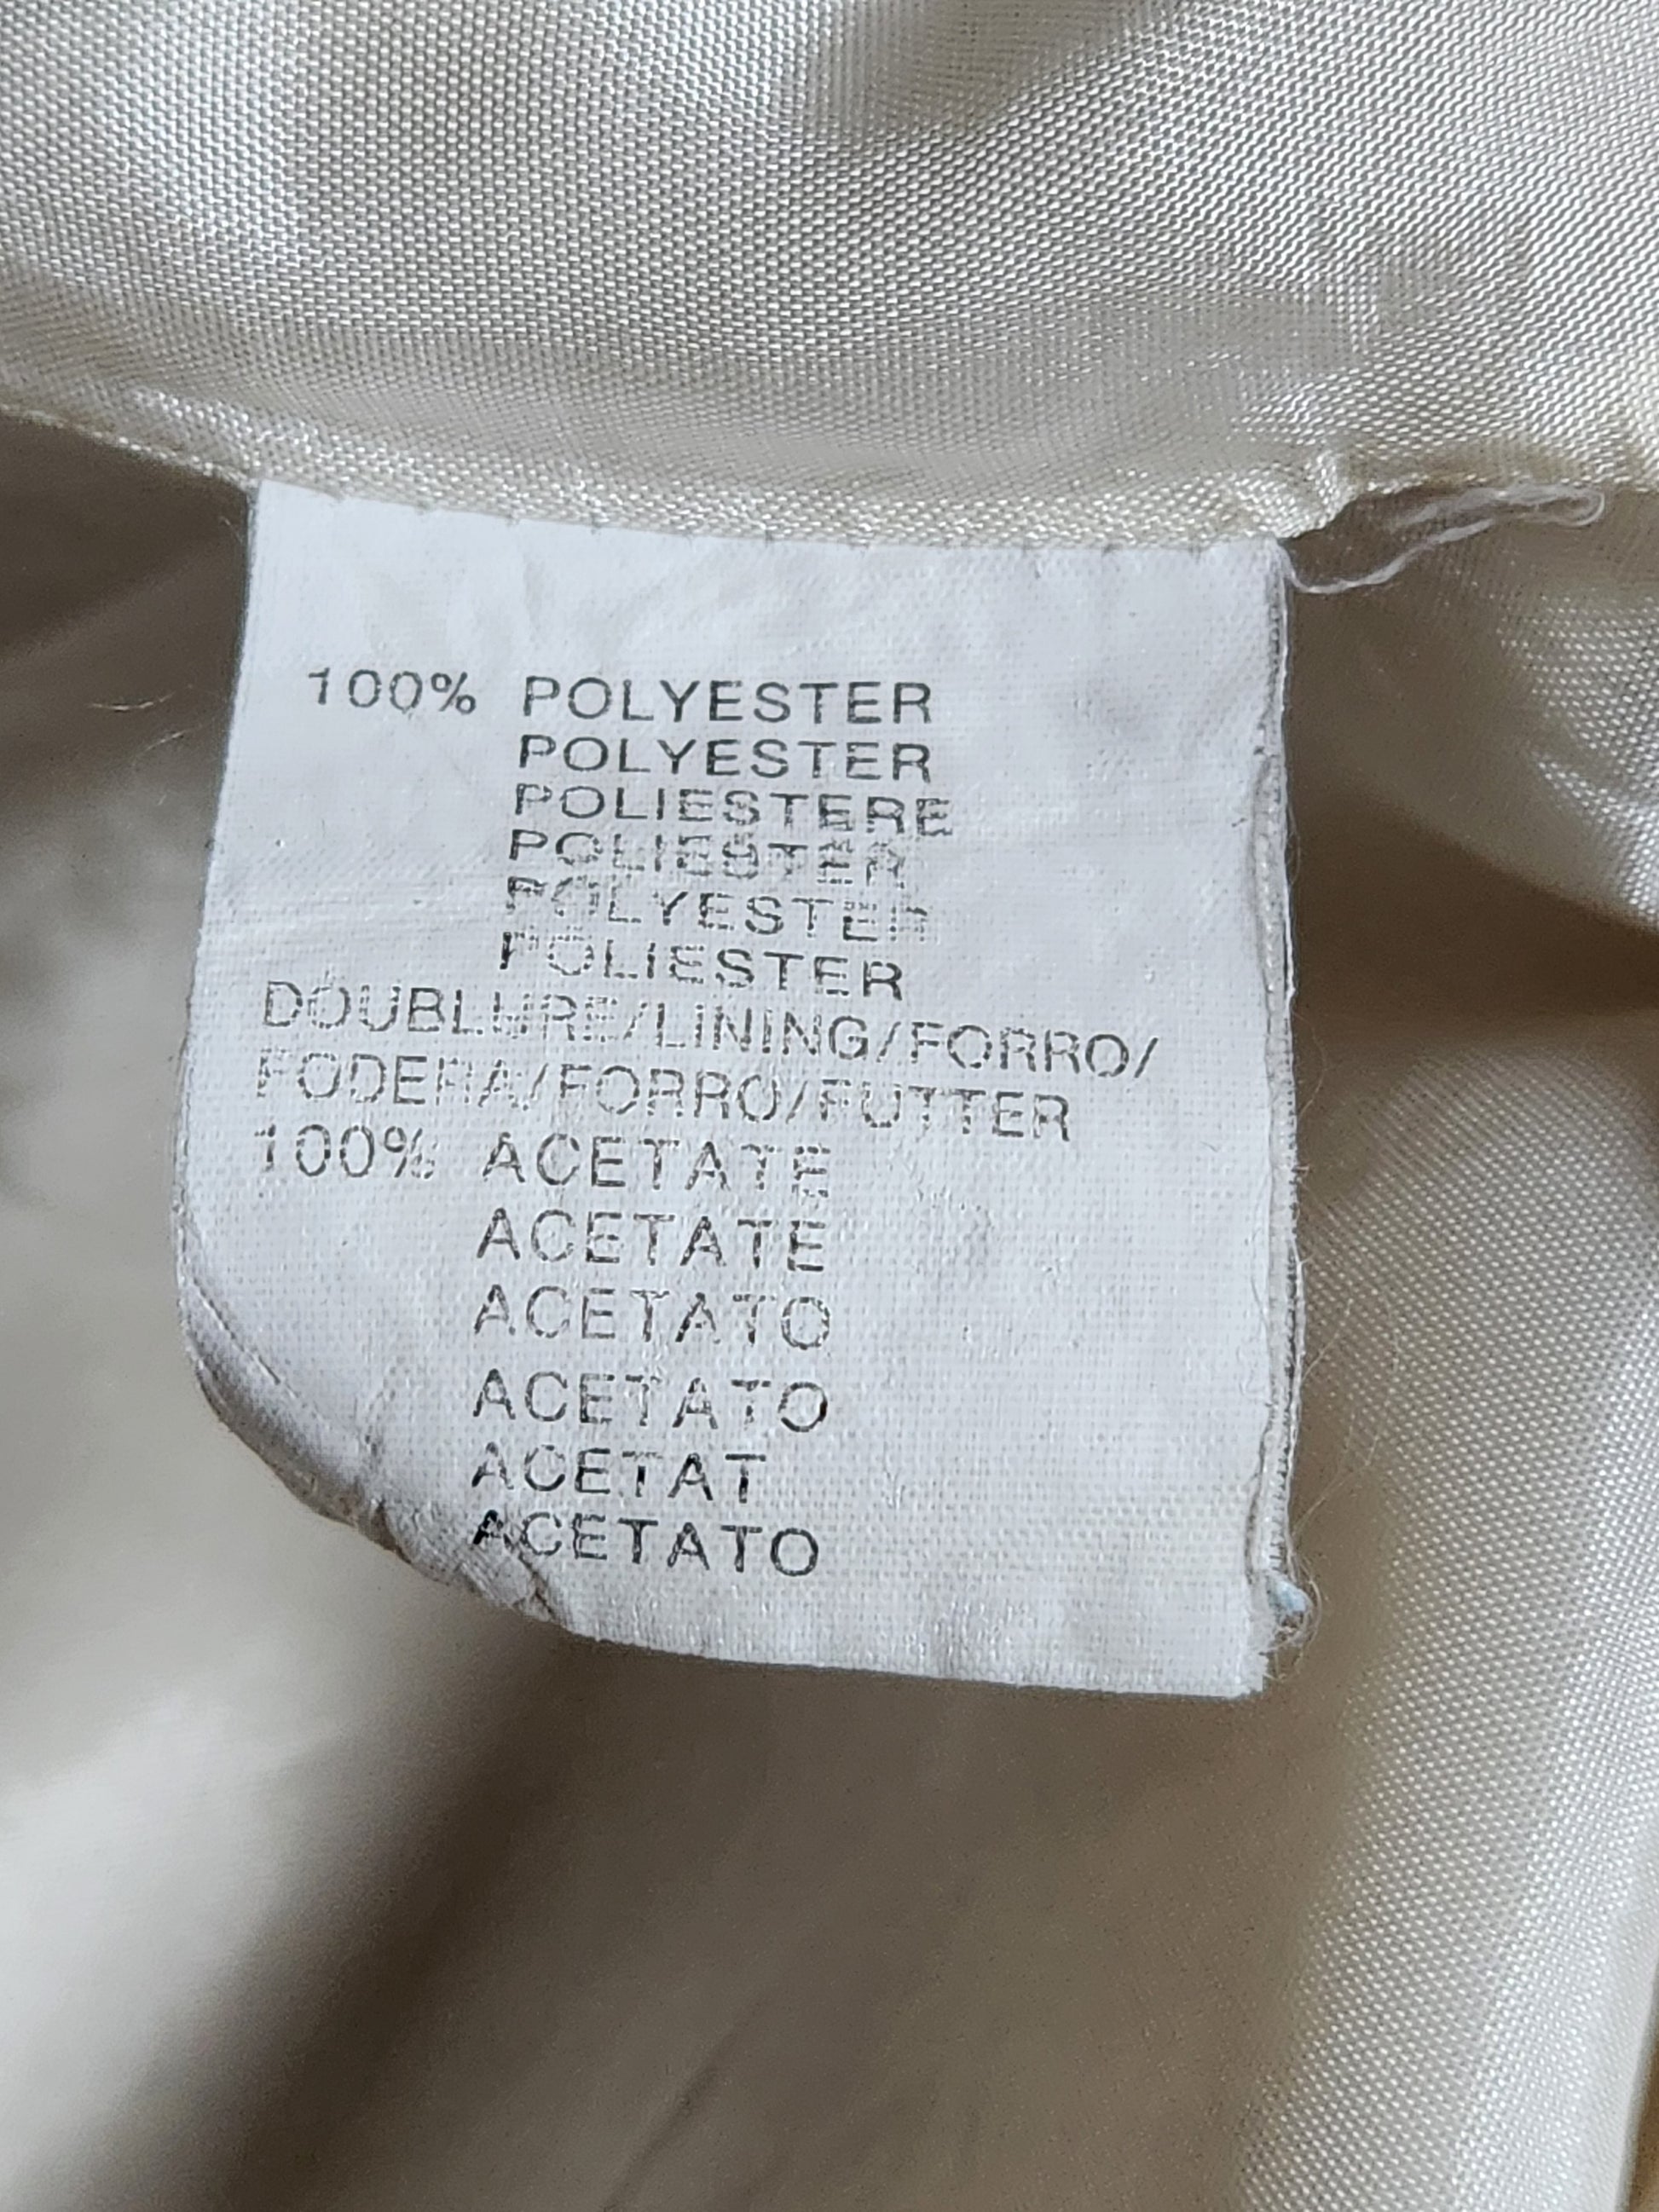 100% POLYESTER
POLYESTER
POLIESTERE
POLIESTER
POLYESTER
POLIESTER
DOUBLURE/LINING/FORRO/
FODERA/FORRO/FUTTER
100% ACETATE
ACETATE
ACETATO
ACETATO
ACETAT
ACETATO